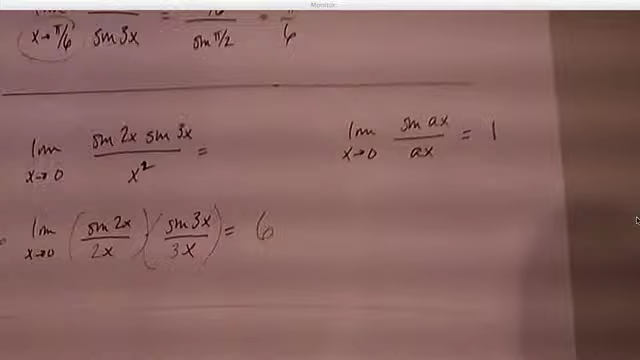 Monitor
x→π/6 sin 3x = sin π/2 · 6
lim x→0 sin 2x sin 3x / x² =
lim x→0 sin ax / ax = 1
lim x→0 (sin 2x / 2x) · (sin 3x / 3x) = 6